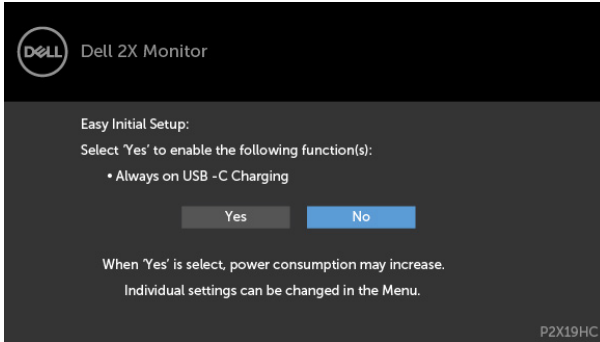 DELL
Dell 2X Monitor
Easy Initial Setup:
Select ‘Yes’ to enable the following function(s):
• Always on USB -C Charging
Yes No
When ‘Yes’ is select, power consumption may increase.
Individual settings can be changed in the Menu.
P2X19HC